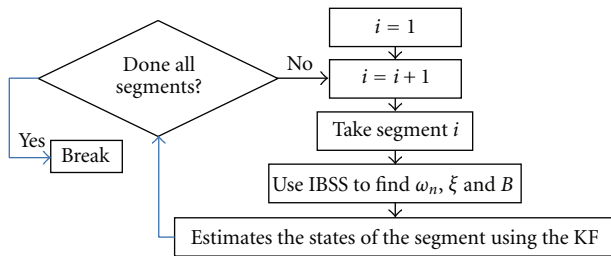 i = 1
Done all
segments?
No
i = i + 1
Take segment i
Yes
Break
Use IBSS to find ωn, ξ and B
Estimates the states of the segment using the KF